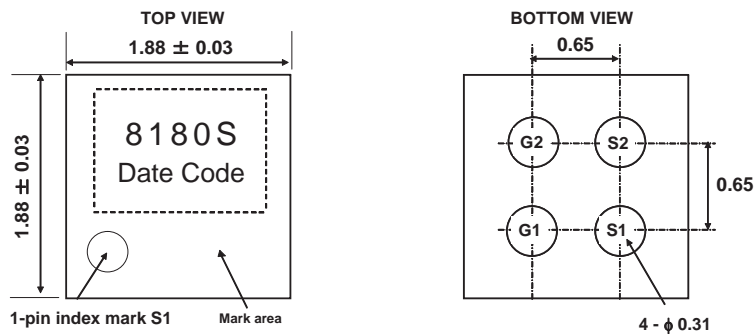 TOP VIEW
1.88 ± 0.03
1.88 ± 0.03
8180S
Date Code
1-pin index mark S1
Mark area
BOTTOM VIEW
0.65
G2
S2
0.65
G1
S1
4 - ϕ 0.31